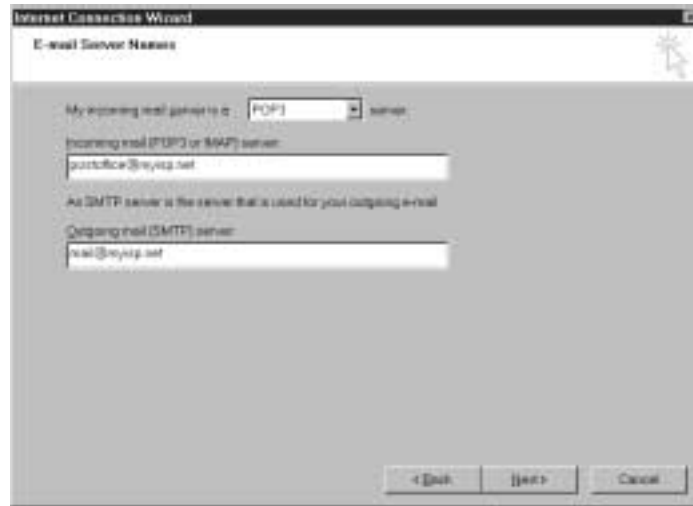 Internet Connection Wizard
E-mail Server Names
My incoming mail server is a POP3 server.
Incoming mail (POP3 or IMAP) server:
postoffice@myisp.net
An SMTP server is the server that is used for your outgoing e-mail
Outgoing mail (SMTP) server:
mail@myisp.net
< Back Next > Cancel